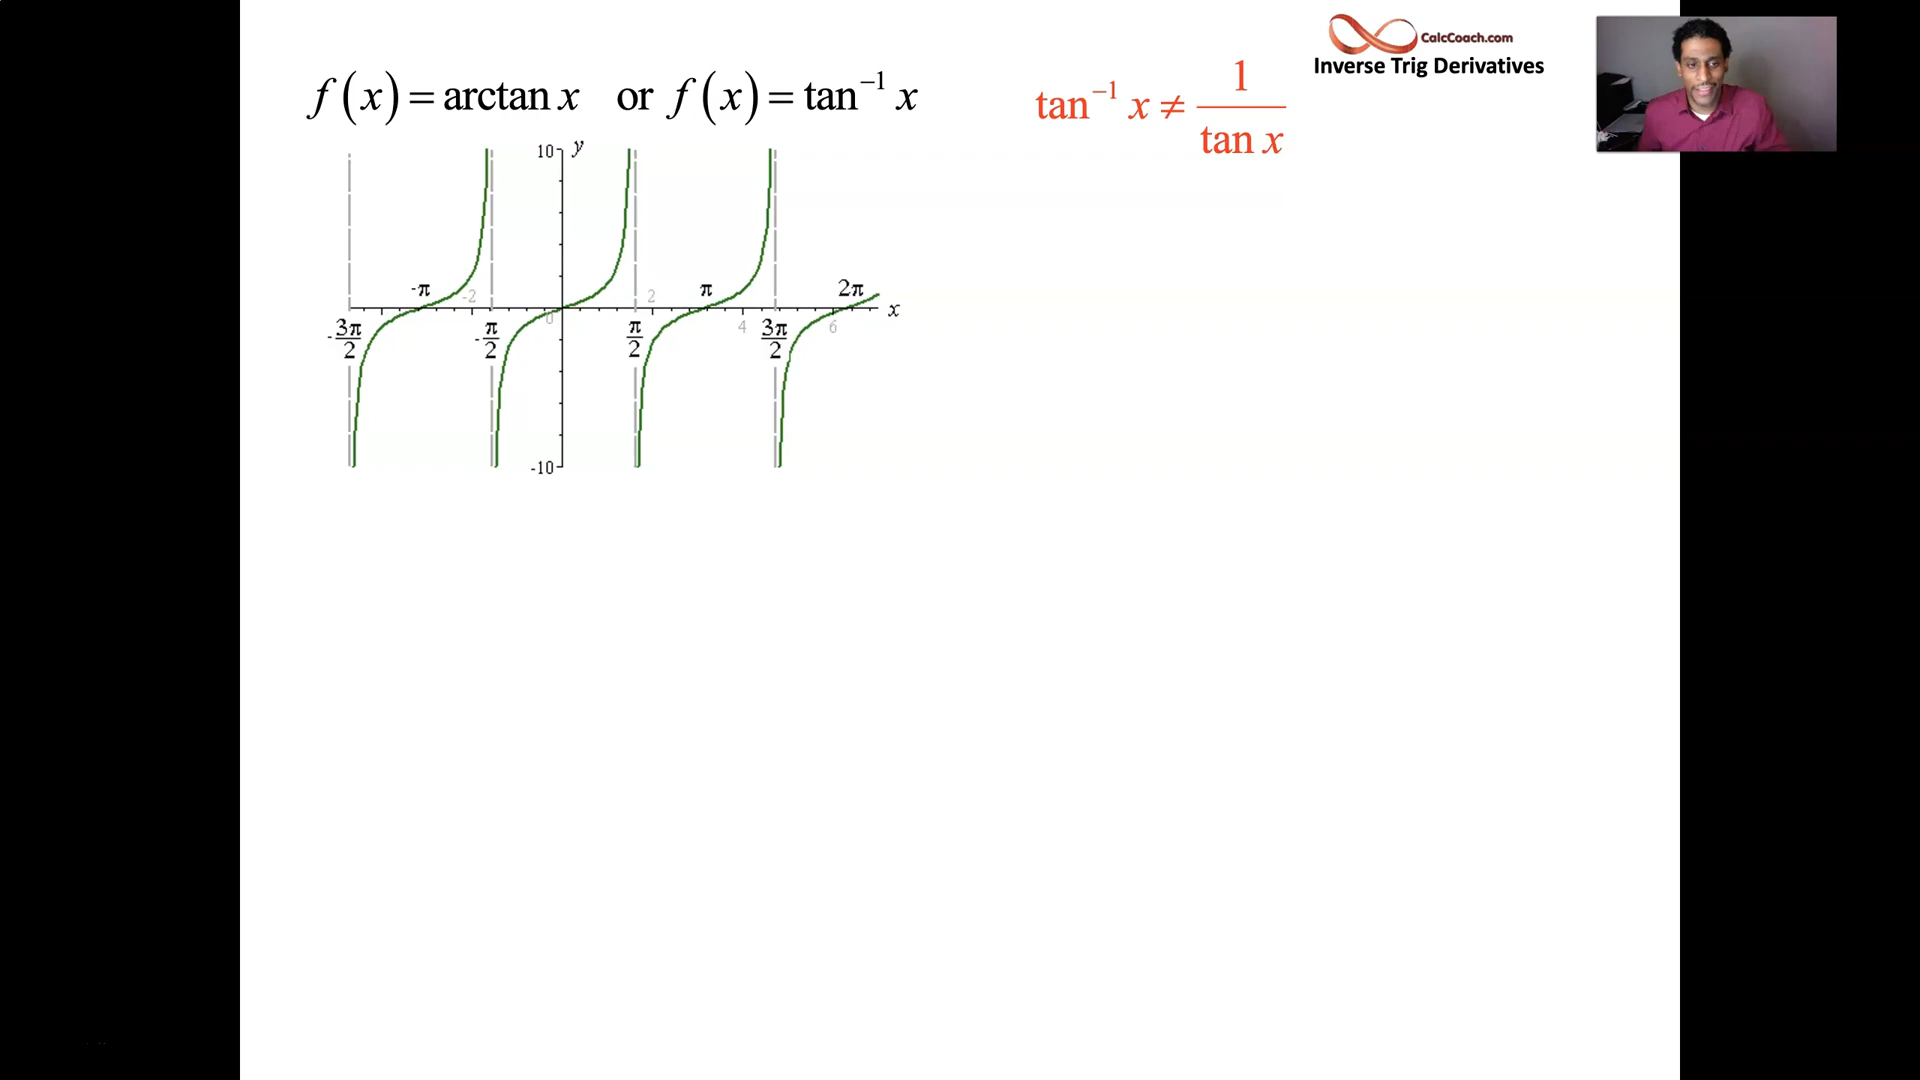 CalcCoach.com
Inverse Trig Derivatives
f(x) = arctan x or f(x) = tan⁻¹ x
tan⁻¹ x ≠ 1/tan x
10 y
-π -2 2 π 2π
x
0 4 6
-3π/2 -π/2 π/2 3π/2
-10